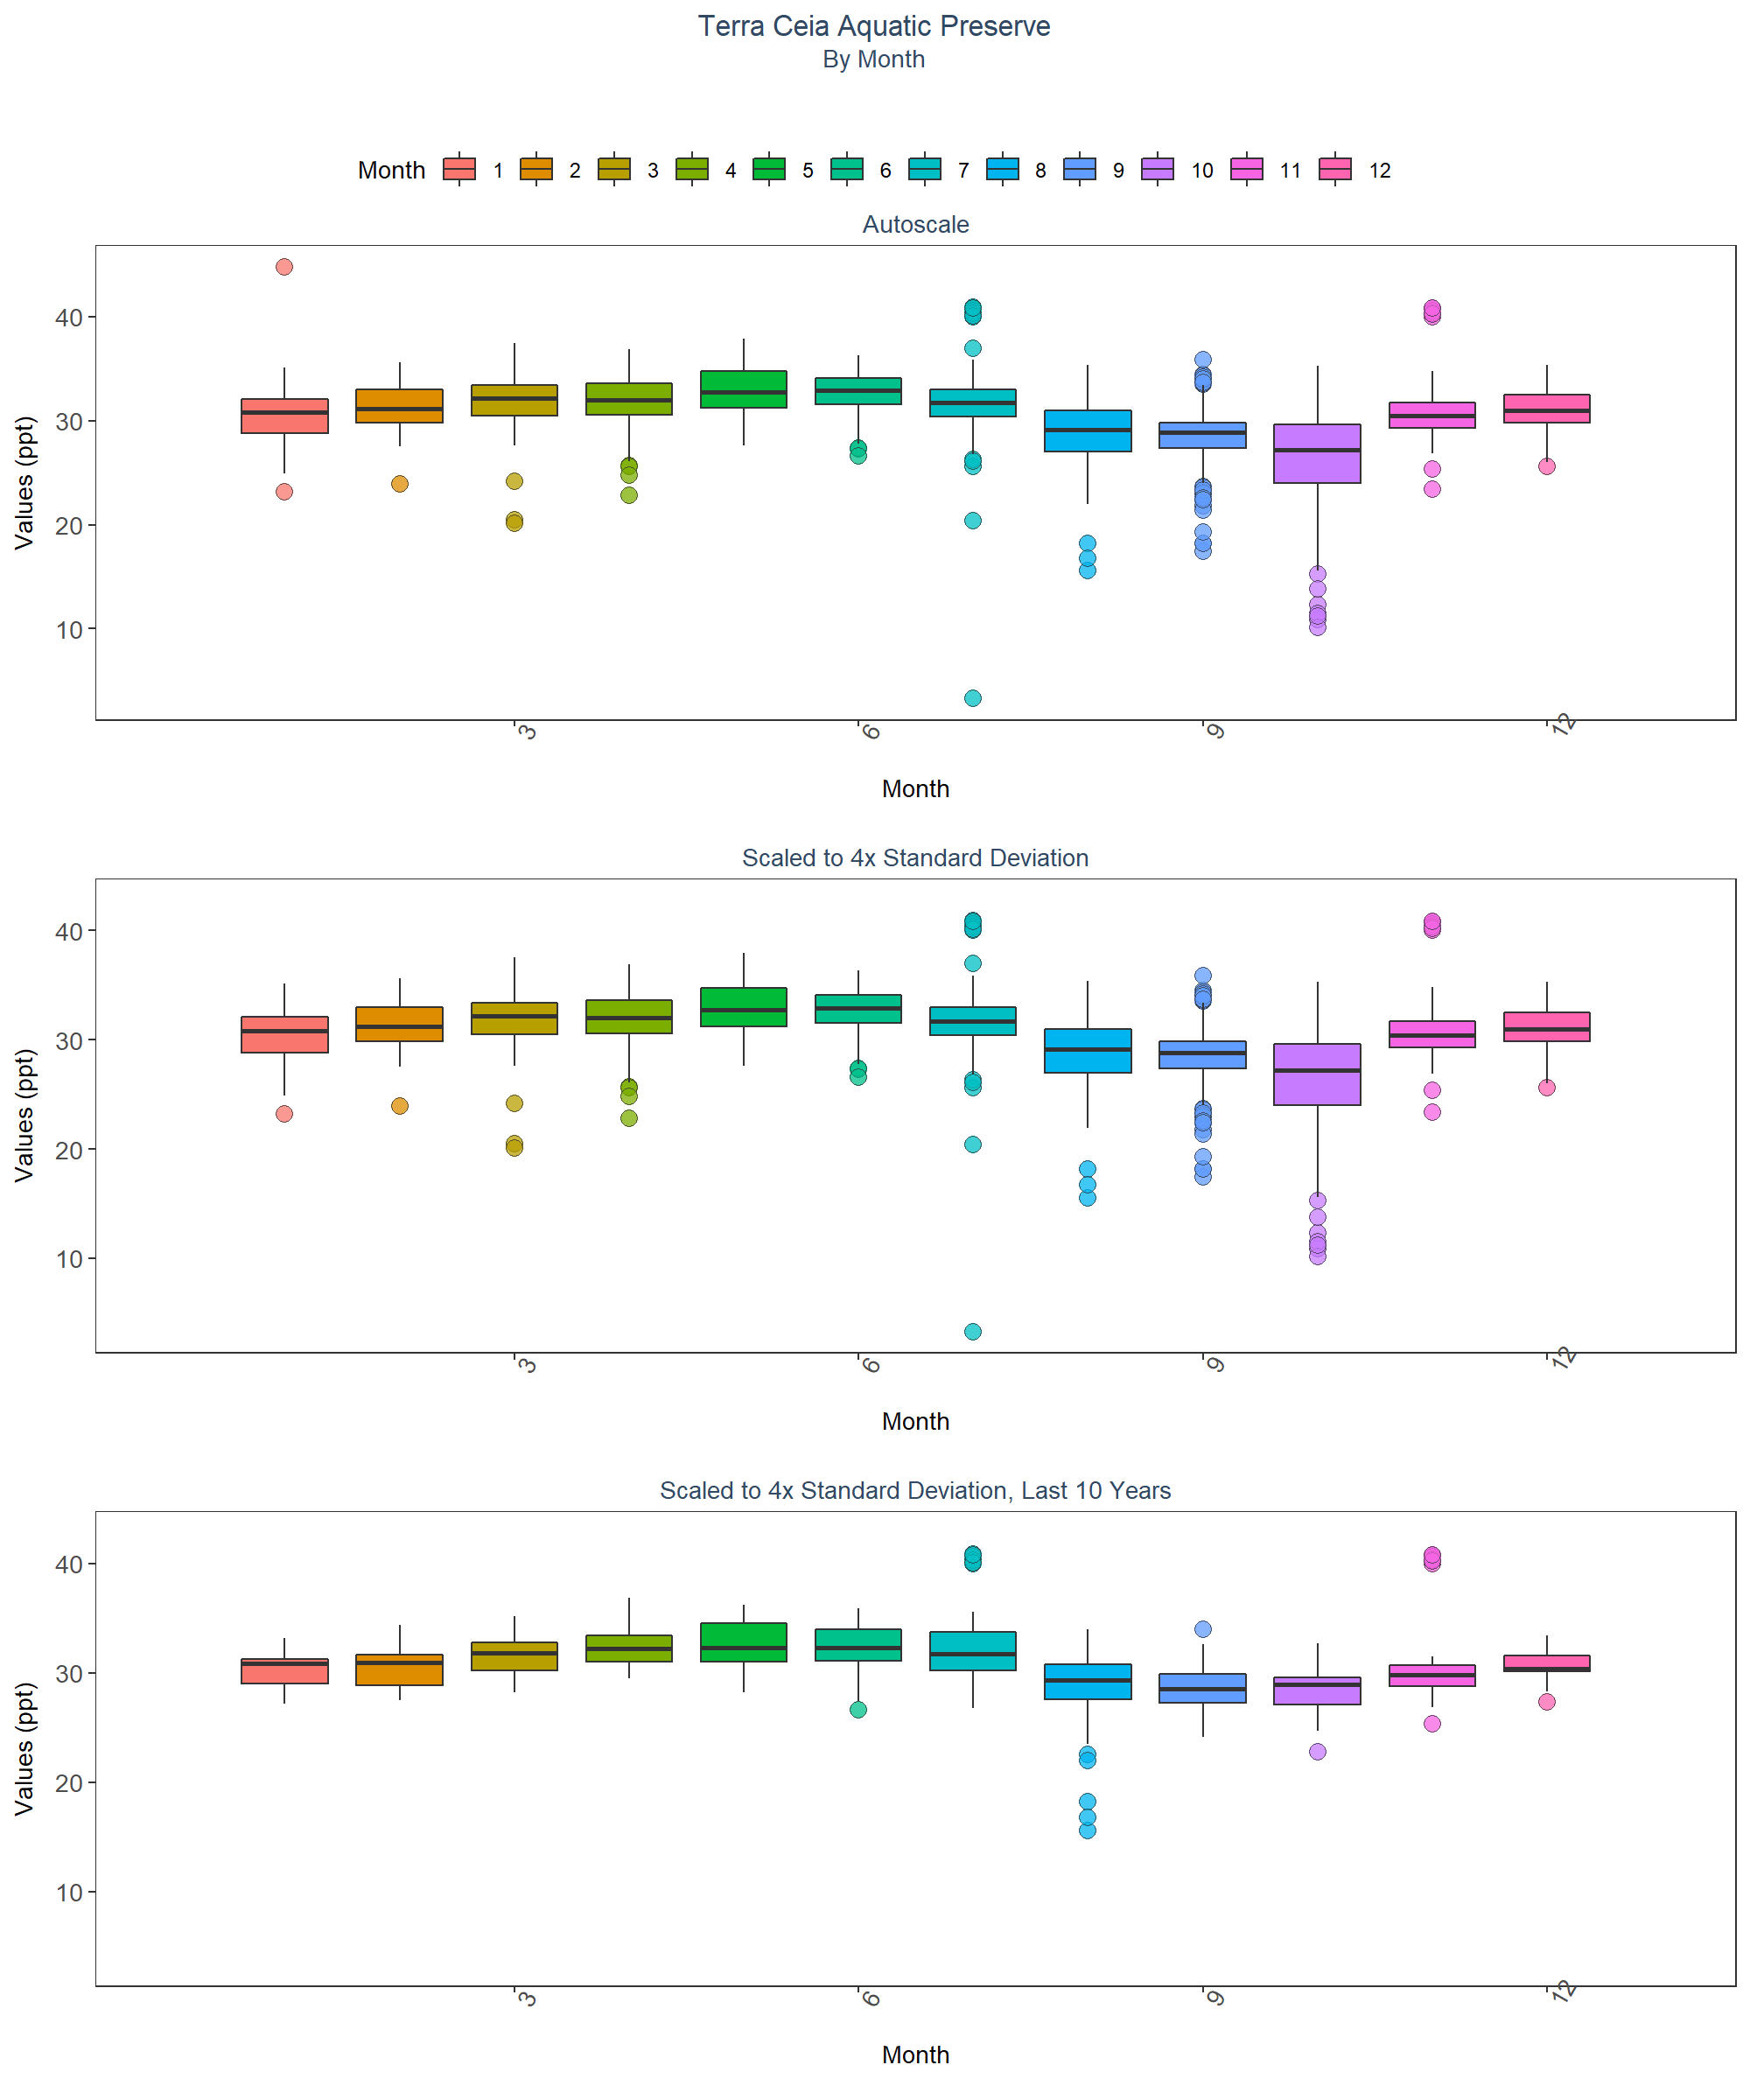 Terra Ceia Aquatic Preserve
By Month
Month 1 2 3 4 5 6 7 8 9 10 11 12
Autoscale
Values (ppt)
40
30
20
10
3 6 9 12
Month
Scaled to 4x Standard Deviation
Values (ppt)
40
30
20
10
3 6 9 12
Month
Scaled to 4x Standard Deviation, Last 10 Years
Values (ppt)
40
30
20
10
3 6 9 12
Month